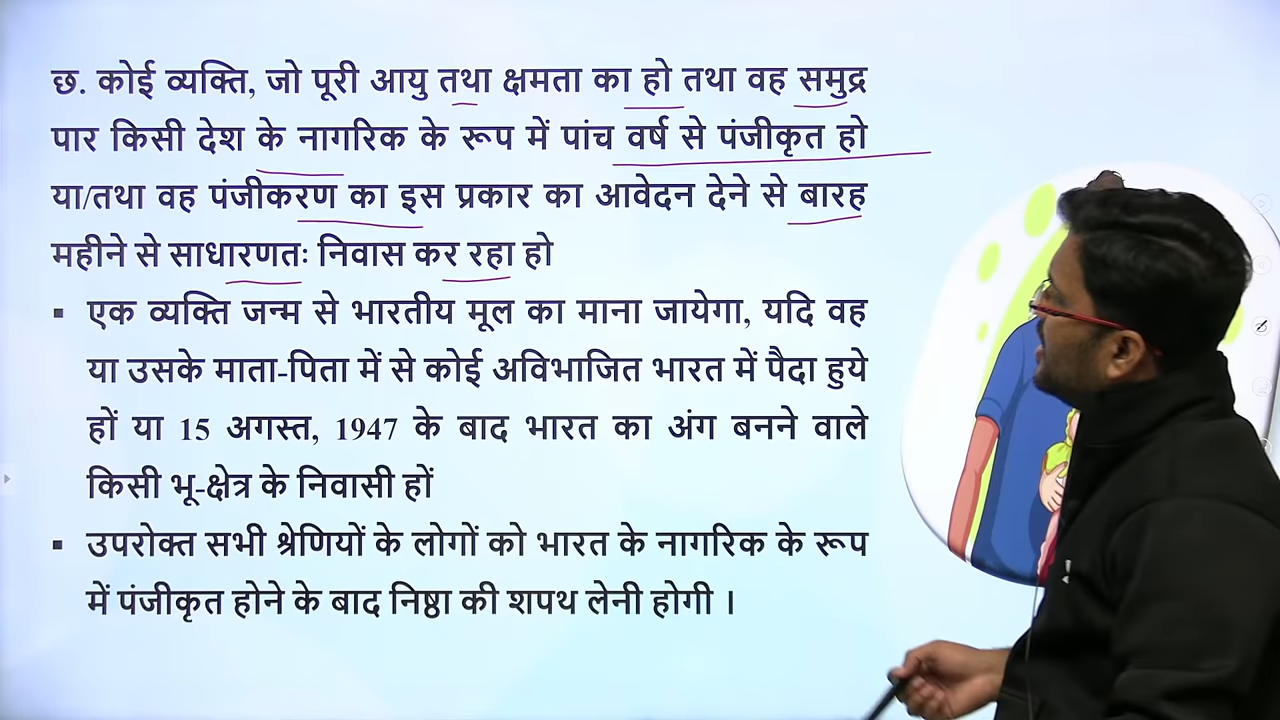 छ. कोई व्यक्ति, जो पूरी आयु तथा क्षमता का हो तथा वह समुद्र
पार किसी देश के नागरिक के रूप में पांच वर्ष से पंजीकृत हो
या/तथा वह पंजीकरण का इस प्रकार का आवेदन देने से बारह
महीने से साधारणतः निवास कर रहा हो
▪ एक व्यक्ति जन्म से भारतीय मूल का माना जायेगा, यदि वह
या उसके माता-पिता में से कोई अविभाजित भारत में पैदा हुये
हों या 15 अगस्त, 1947 के बाद भारत का अंग बनने वाले
किसी भू-क्षेत्र के निवासी हों
▪ उपरोक्त सभी श्रेणियों के लोगों को भारत के नागरिक के रूप
में पंजीकृत होने के बाद निष्ठा की शपथ लेनी होगी ।